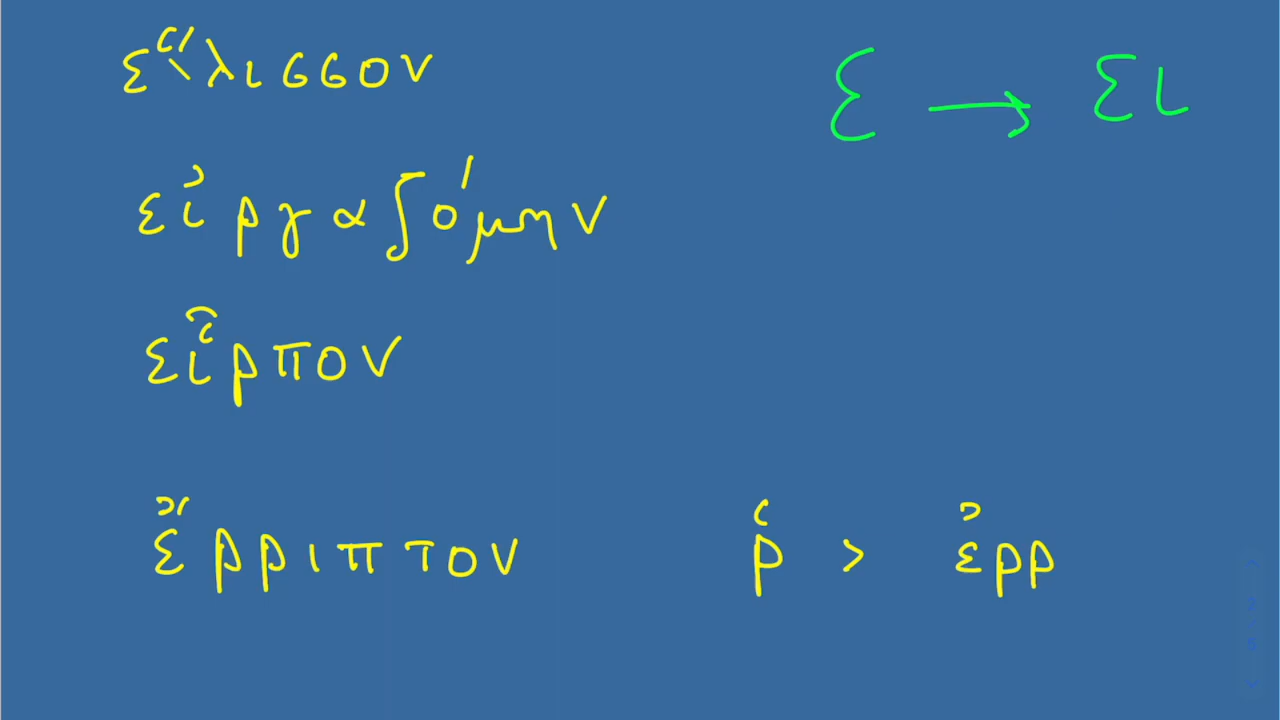 εἵλισσον ε → ει
εἰργαζόμην
εἷρπον
ἔρριπτον ῥ > ἐρρ